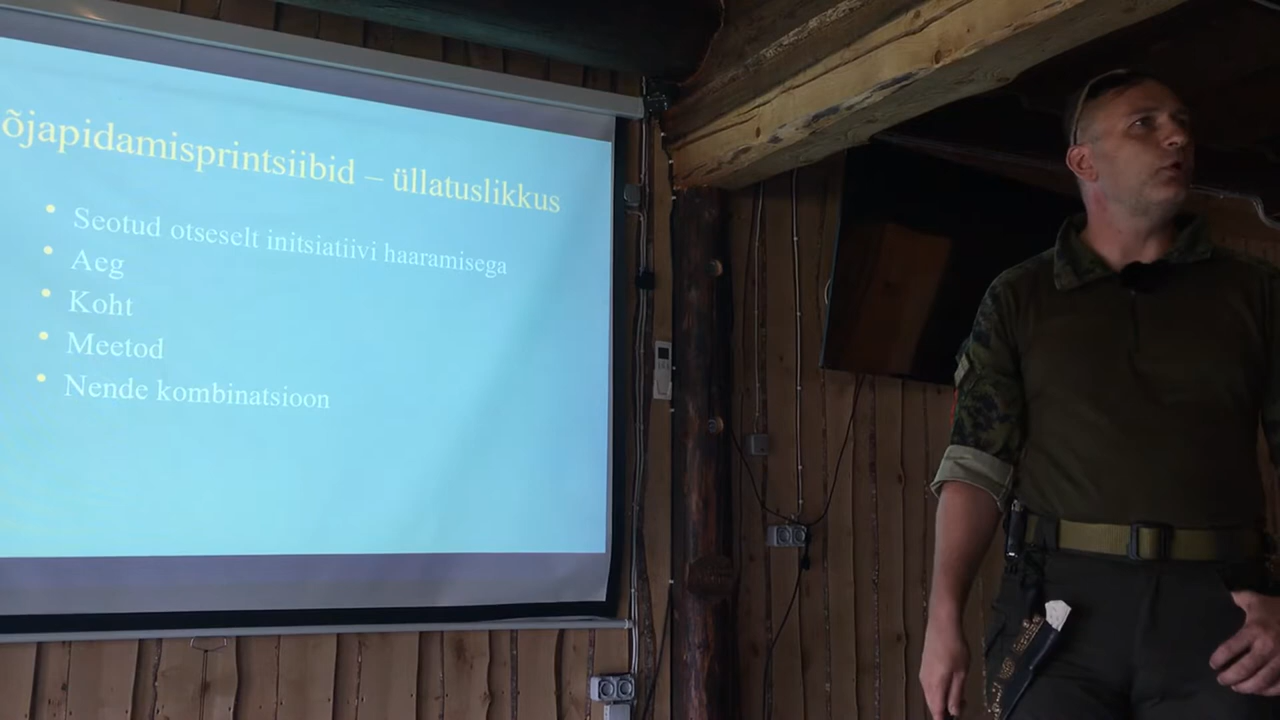 õjapidamisprintsiibid – üllatuslikkus
• Seotud otseselt initsiatiivi haaramisega
• Aeg
• Koht
• Meetod
• Nende kombinatsioon